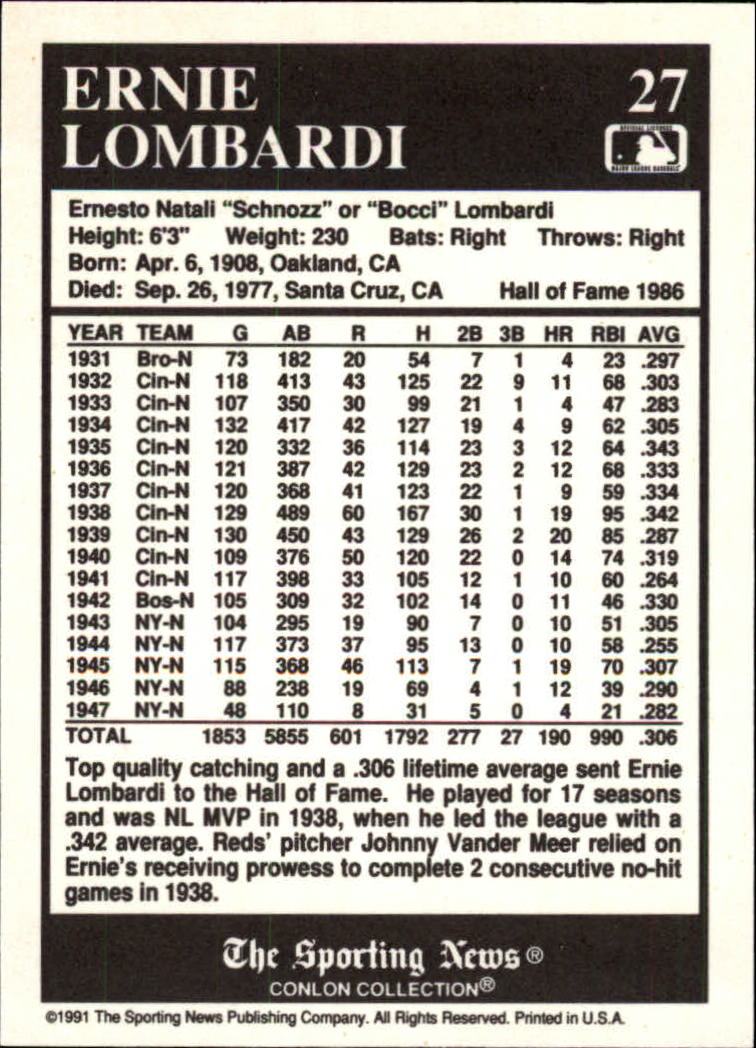 ERNIE 27
LOMBARDI
OFFICIAL LICENSEE
MAJOR LEAGUE BASEBALL
Ernesto Natali "Schnozz" or "Bocci" Lombardi
Height: 6'3" Weight: 230 Bats: Right Throws: Right
Born: Apr. 6, 1908, Oakland, CA
Died: Sep. 26, 1977, Santa Cruz, CA Hall of Fame 1986
YEAR TEAM G AB R H 2B 3B HR RBI AVG
1931 Bro-N 73 182 20 54 7 1 4 23 .297
1932 Cin-N 118 413 43 125 22 9 11 68 .303
1933 Cin-N 107 350 30 99 21 1 4 47 .283
1934 Cin-N 132 417 42 127 19 4 9 62 .305
1935 Cin-N 120 332 36 114 23 3 12 64 .343
1936 Cin-N 121 387 42 129 23 2 12 68 .333
1937 Cin-N 120 368 41 123 22 1 9 59 .334
1938 Cin-N 129 489 60 167 30 1 19 95 .342
1939 Cin-N 130 450 43 129 26 2 20 85 .287
1940 Cin-N 109 376 50 120 22 0 14 74 .319
1941 Cin-N 117 398 33 105 12 1 10 60 .264
1942 Bos-N 105 309 32 102 14 0 11 46 .330
1943 NY-N 104 295 19 90 7 0 10 51 .305
1944 NY-N 117 373 37 95 13 0 10 58 .255
1945 NY-N 115 368 46 113 7 1 19 70 .307
1946 NY-N 88 238 19 69 4 1 12 39 .290
1947 NY-N 48 110 8 31 5 0 4 21 .282
TOTAL 1853 5855 601 1792 277 27 190 990 .306
Top quality catching and a .306 lifetime average sent Ernie
Lombardi to the Hall of Fame. He played for 17 seasons
and was NL MVP in 1938, when he led the league with a
.342 average. Reds' pitcher Johnny Vander Meer relied on
Ernie's receiving prowess to complete 2 consecutive no-hit
games in 1938.
The Sporting News ®
CONLON COLLECTION®
©1991 The Sporting News Publishing Company. All Rights Reserved. Printed in U.S.A.